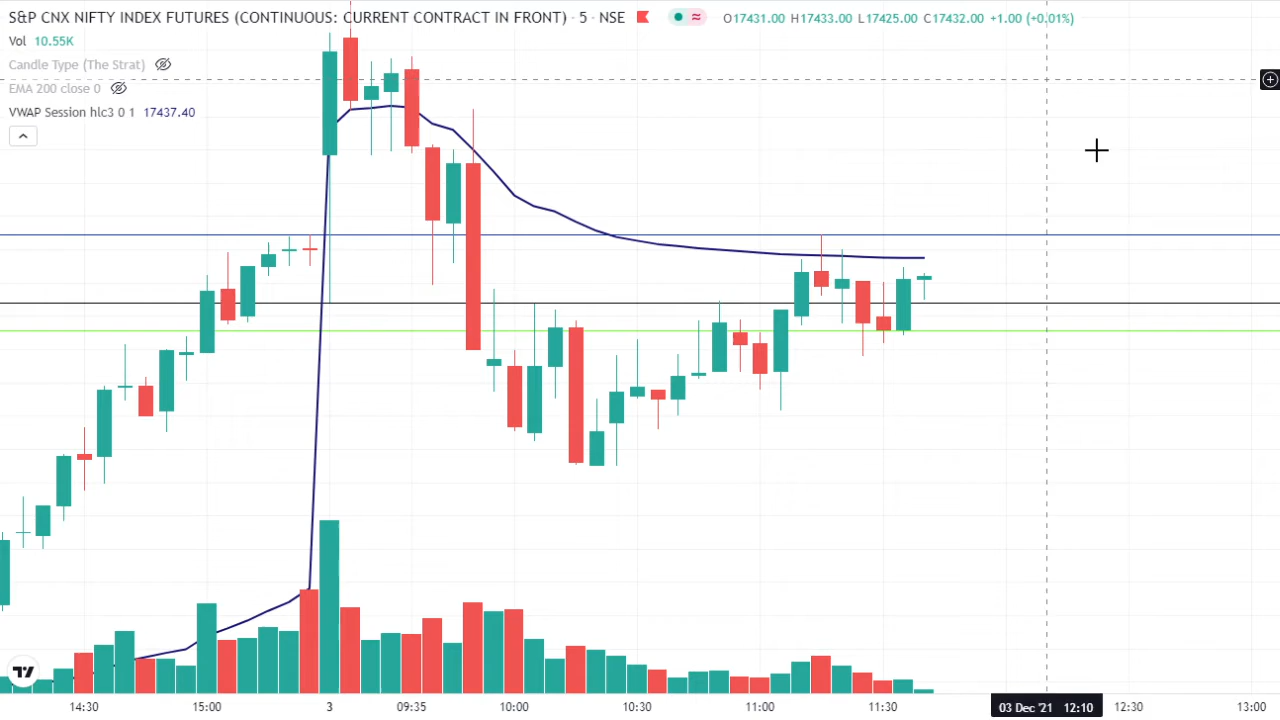 S&P CNX NIFTY INDEX FUTURES (CONTINUOUS: CURRENT CONTRACT IN FRONT) · 5 · NSE O17431.00 H17433.00 L17425.00 C17432.00 +1.00 (+0.01%)
Vol 10.55K
Candle Type (The Strat)
EMA 200 close 0
VWAP Session hlc3 0 1 17437.40
14:30 15:00 3 09:35 10:00 10:30 11:00 11:30 03 Dec '21 12:10 12:30 13:00